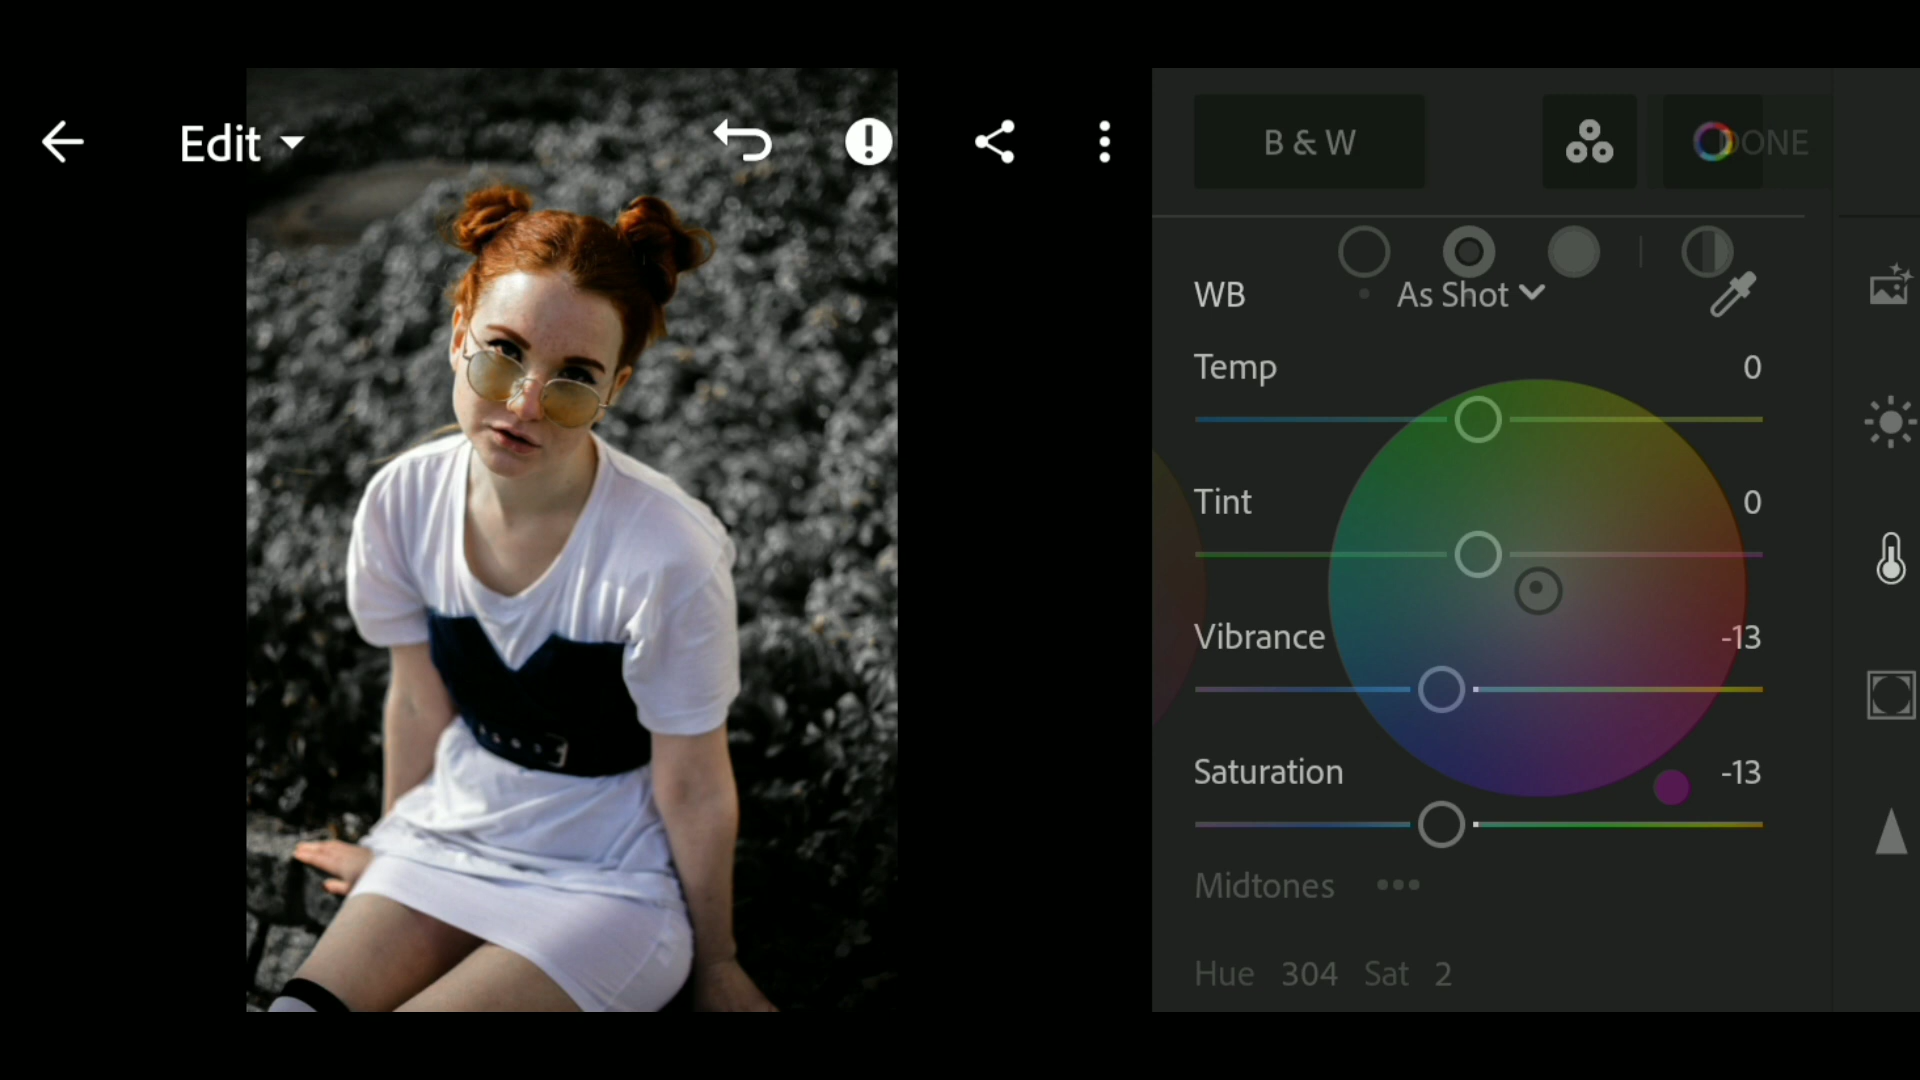 Edit
B & W
DONE
WB As Shot
Temp 0
Tint 0
Vibrance -13
Saturation -13
Midtones
Hue 304 Sat 2